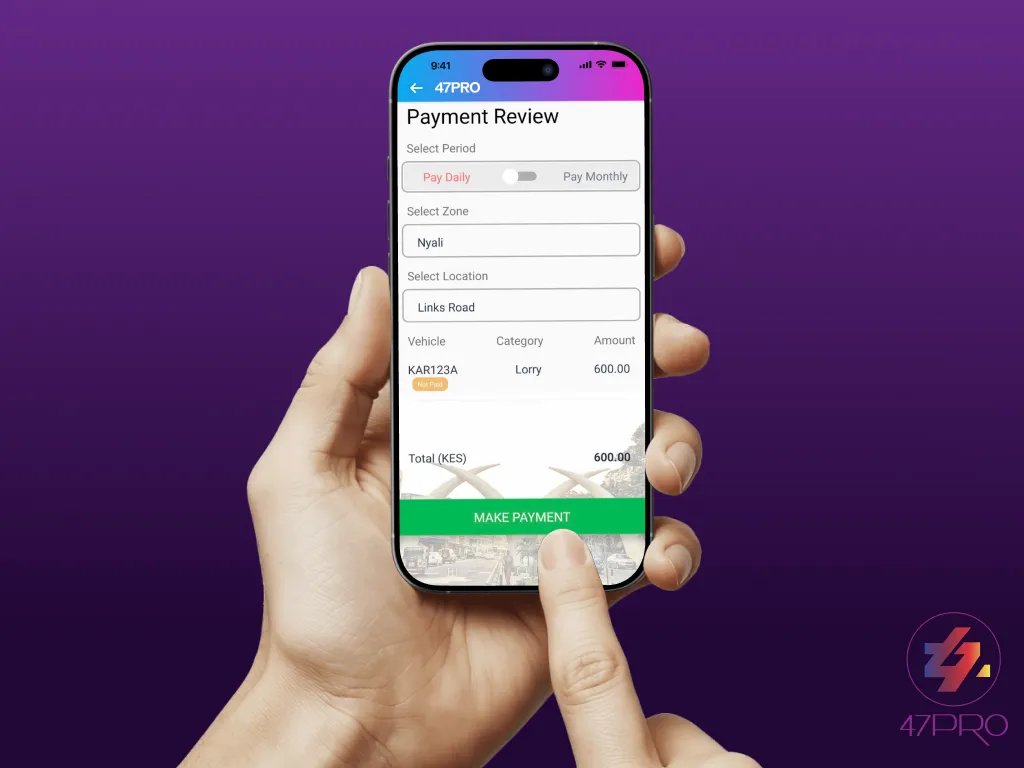 9:41
47PRO
Payment Review
Select Period
Pay Daily Pay Monthly
Select Zone
Nyali
Select Location
Links Road
Vehicle Category Amount
KAR123A Lorry 600.00
Not Paid
Total (KES) 600.00
MAKE PAYMENT
47PRO